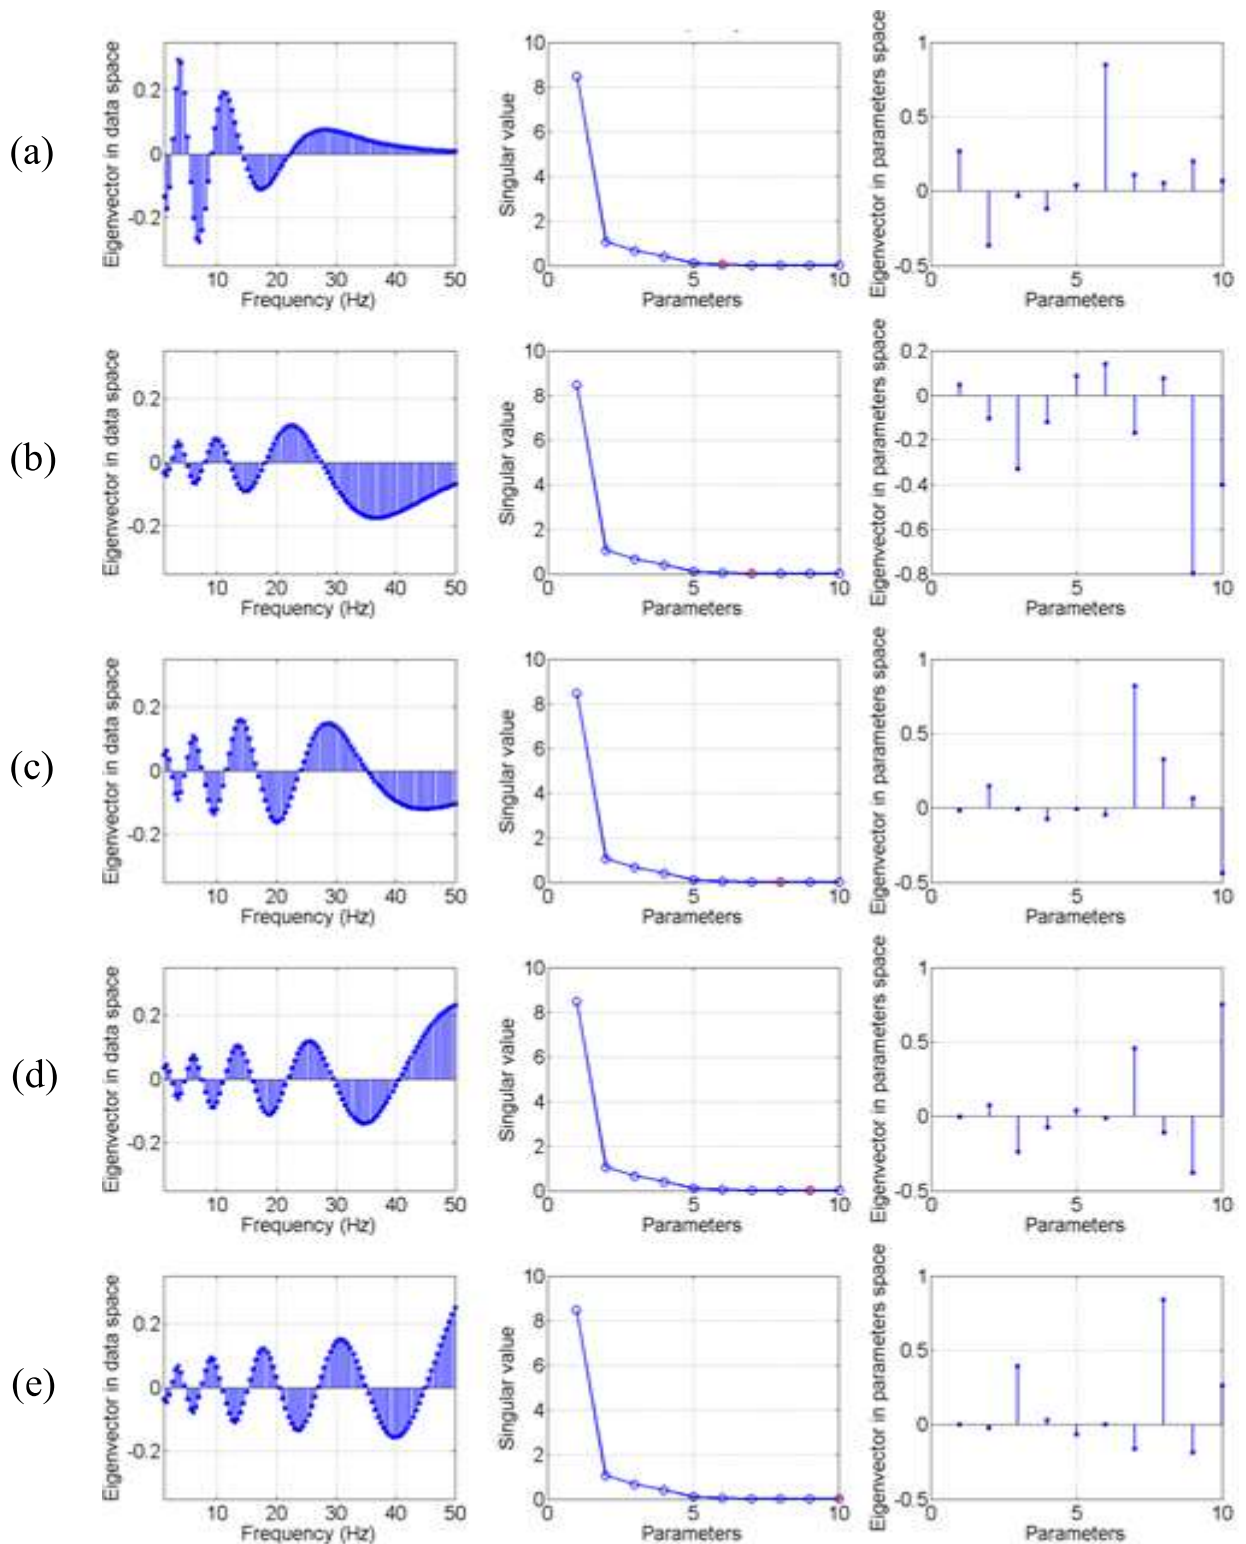 (a)
Eigenvector in data space
0.2
0
-0.2
10 20 30 40 50
Frequency (Hz)
Singular value
10
8
6
4
2
0
0 5 10
Parameters
Eigenvector in parameters space
1
0.5
0
-0.5
0 5 10
Parameters
(b)
Eigenvector in data space
0.2
0
-0.2
10 20 30 40 50
Frequency (Hz)
Singular value
10
8
6
4
2
0
0 5 10
Parameters
Eigenvector in parameters space
0.2
0
-0.2
-0.4
-0.6
-0.8
0 5 10
Parameters
(c)
Eigenvector in data space
0.2
0
-0.2
10 20 30 40 50
Frequency (Hz)
Singular value
10
8
6
4
2
0
0 5 10
Parameters
Eigenvector in parameters space
1
0.5
0
-0.5
0 5 10
Parameters
(d)
Eigenvector in data space
0.2
0
-0.2
10 20 30 40 50
Frequency (Hz)
Singular value
10
8
6
4
2
0
0 5 10
Parameters
Eigenvector in parameters space
1
0.5
0
-0.5
0 5 10
Parameters
(e)
Eigenvector in data space
0.2
0
-0.2
10 20 30 40 50
Frequency (Hz)
Singular value
10
8
6
4
2
0
0 5 10
Parameters
Eigenvector in parameters space
1
0.5
0
-0.5
0 5 10
Parameters